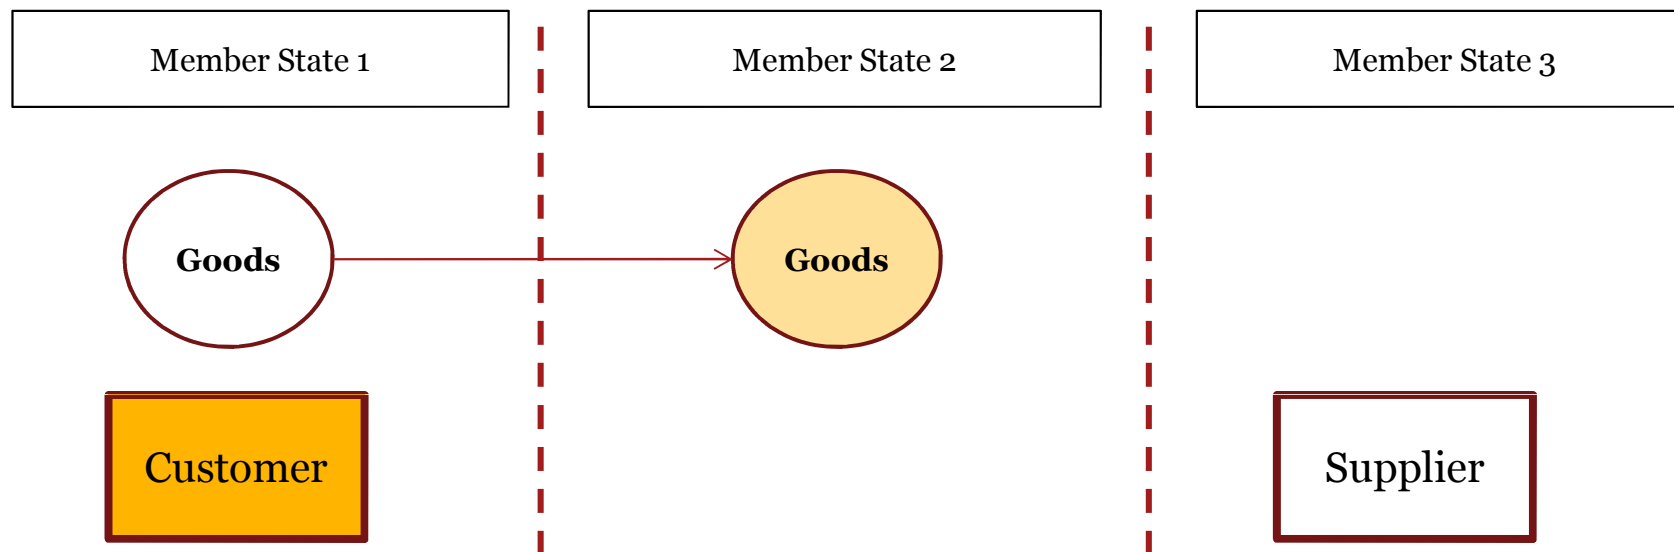 Member State 1
Member State 2
Member State 3
Goods
Goods
Customer
Supplier